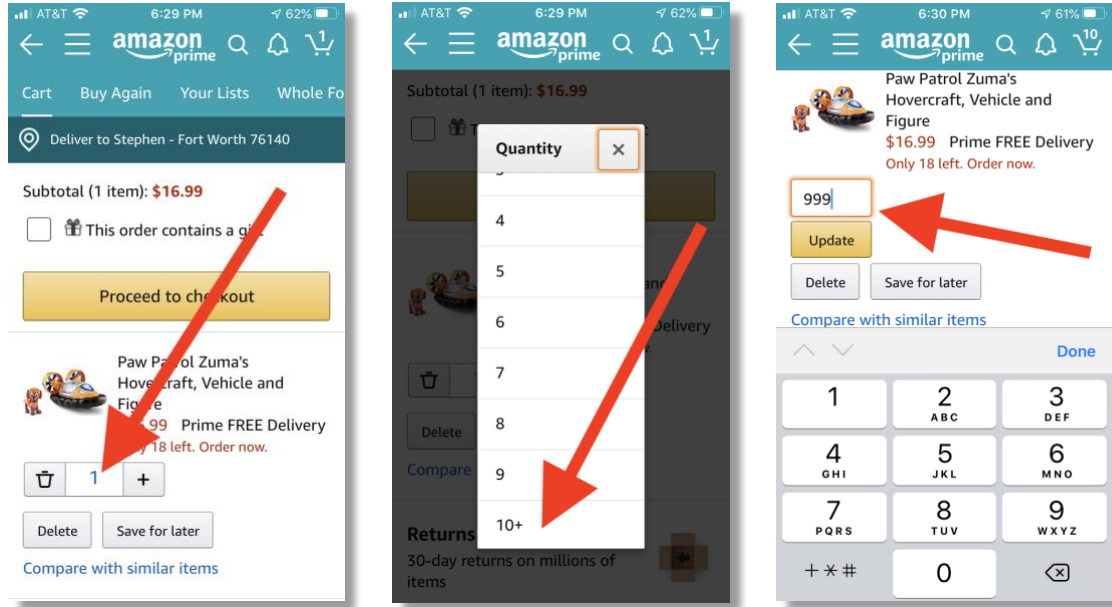 AT&T 6:29 PM 62%
amazon prime 1
Cart Buy Again Your Lists Whole Fo
Deliver to Stephen - Fort Worth 76140
Subtotal (1 item): $16.99
This order contains a gi
Proceed to checkout
Paw Patrol Zuma's
Hovercraft, Vehicle and
Figure
.99 Prime FREE Delivery
ly 18 left. Order now.
1 +
Delete Save for later
Compare with similar items
AT&T 6:29 PM 62%
amazon prime 1
Subtotal (1 item): $16.99
Quantity ×
4
5
6
7
8
9
10+
an
Delivery
Delete
Compare
Returns
30-day returns on millions of
items
AT&T 6:30 PM 61%
amazon prime 10
Paw Patrol Zuma's
Hovercraft, Vehicle and
Figure
$16.99 Prime FREE Delivery
Only 18 left. Order now.
999
Update
Delete Save for later
Compare with similar items
Done
1 2 3
ABC DEF
4 5 6
GHI JKL MNO
7 8 9
PQRS TUV WXYZ
+*# 0